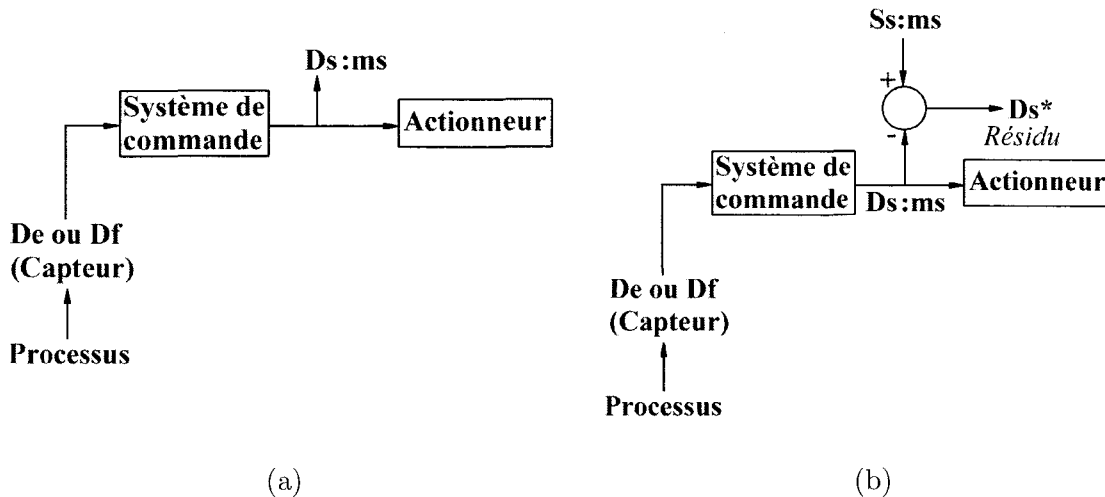 Ds:ms
Système de
commande
Actionneur
De ou Df
(Capteur)
Processus
(a)
Ss:ms
+
-
Ds*
Résidu
Système de
commande
Ds:ms
Actionneur
De ou Df
(Capteur)
Processus
(b)